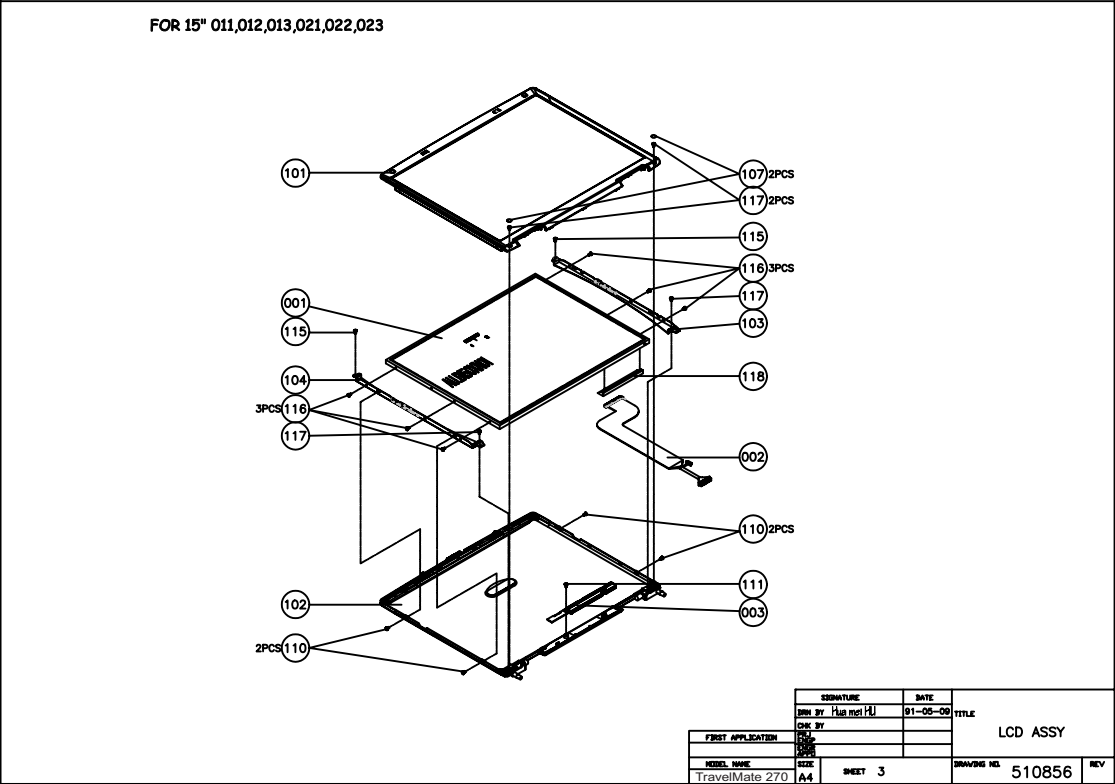 FOR 15" 011,012,013,021,022,023
101
107 2PCS
117 2PCS
115
116 3PCS
117
103
001
115
104
3PCS 116
117
118
002
110 2PCS
111
003
102
2PCS 110
SIGNATURE DATE
DRN BY Hua mei HU 91-05-09
CHK BY
TITLE
LCD ASSY
FIRST APPLICATION
MODEL NAME
TravelMate 270
SIZE
A4
SHEET 3
DRAWING NO.
510856
REV